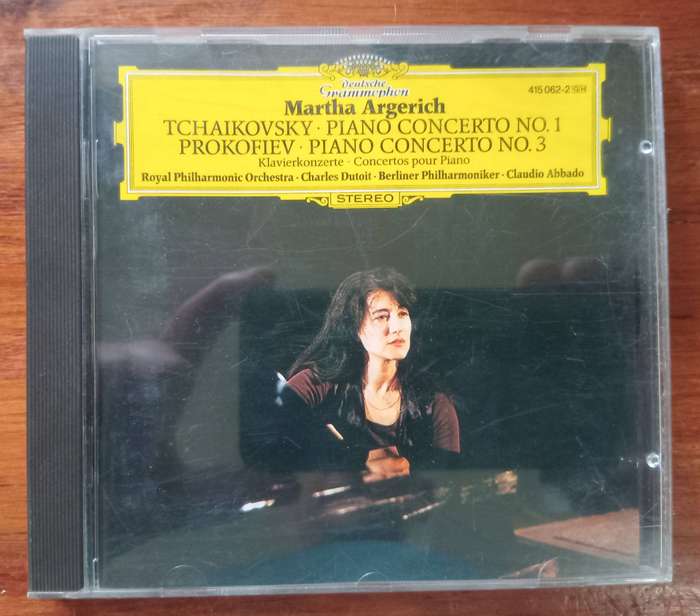 deutsche
Grammophon
415 062-2 GH
Martha Argerich
TCHAIKOVSKY · PIANO CONCERTO NO. 1
PROKOFIEV · PIANO CONCERTO NO. 3
Klavierkonzerte · Concertos pour Piano
Royal Philharmonic Orchestra · Charles Dutoit · Berliner Philharmoniker · Claudio Abbado
STEREO